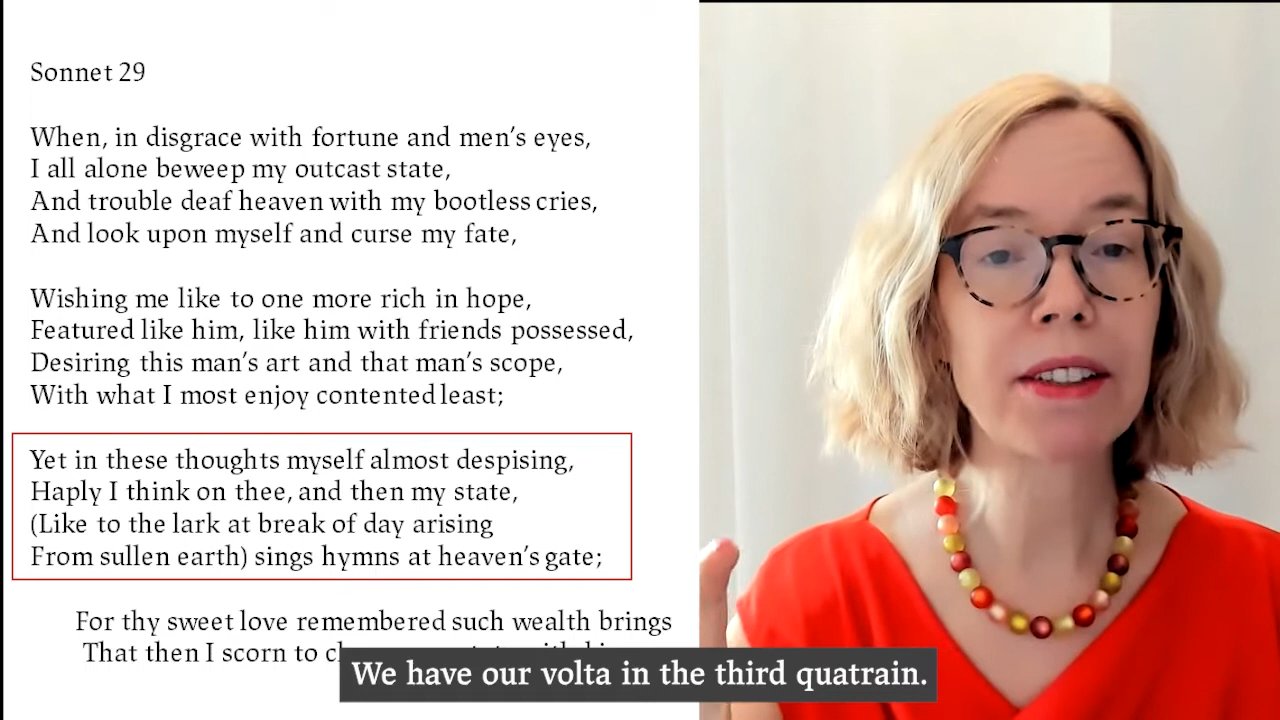 Sonnet 29
When, in disgrace with fortune and men’s eyes,
I all alone beweep my outcast state,
And trouble deaf heaven with my bootless cries,
And look upon myself and curse my fate,
Wishing me like to one more rich in hope,
Featured like him, like him with friends possessed,
Desiring this man’s art and that man’s scope,
With what I most enjoy contented least;
Yet in these thoughts myself almost despising,
Haply I think on thee, and then my state,
(Like to the lark at break of day arising
From sullen earth) sings hymns at heaven’s gate;
For thy sweet love remembered such wealth brings
That then I scorn to
We have our volta in the third quatrain.